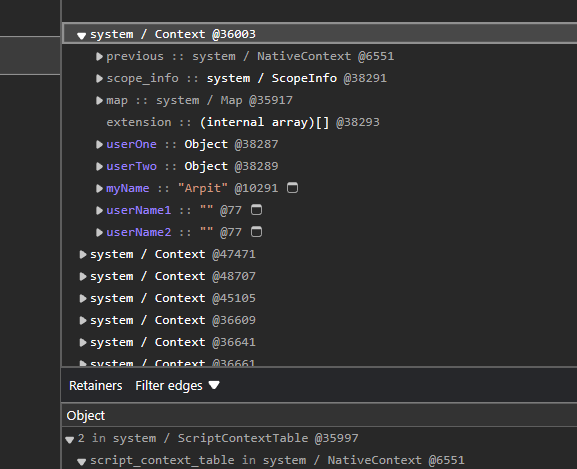 system / Context @36003
previous :: system / NativeContext @6551
scope_info :: system / ScopeInfo @38291
map :: system / Map @35917
extension :: (internal array)[] @38293
userOne :: Object @38287
userTwo :: Object @38289
myName :: "Arpit" @10291
userName1 :: "" @77
userName2 :: "" @77
system / Context @47471
system / Context @48707
system / Context @45105
system / Context @36609
system / Context @36641
system / Context @36661
Retainers Filter edges
Object
2 in system / ScriptContextTable @35997
script_context_table in system / NativeContext @6551